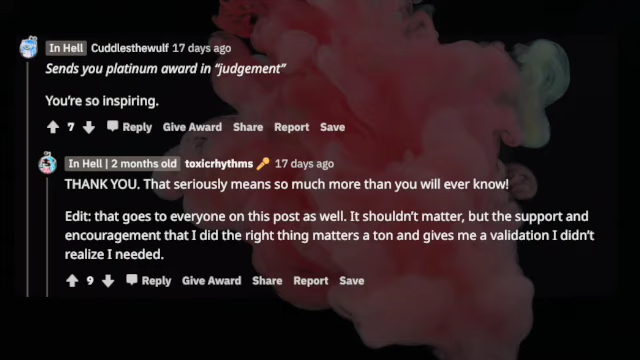 In Hell Cuddlesthewulf 17 days ago
Sends you platinum award in “judgement”
You’re so inspiring.
7 Reply Give Award Share Report Save
In Hell | 2 months old toxicrhythms 🎤 17 days ago
THANK YOU. That seriously means so much more than you will ever know!
Edit: that goes to everyone on this post as well. It shouldn’t matter, but the support and
encouragement that I did the right thing matters a ton and gives me a validation I didn’t
realize I needed.
9 Reply Give Award Share Report Save